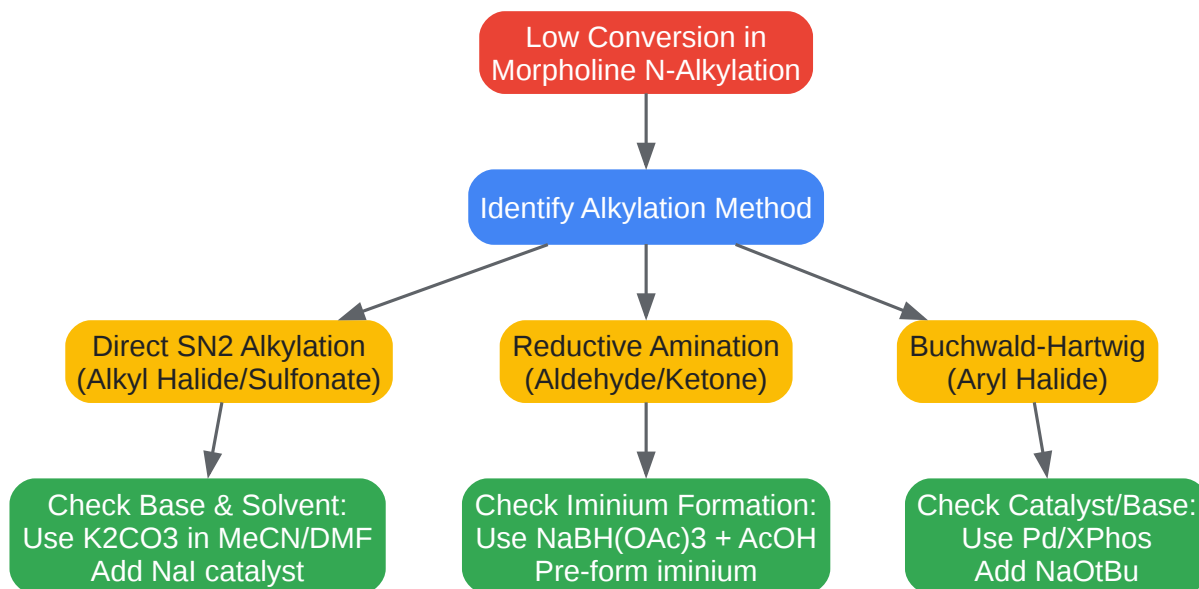 Low Conversion in
Morpholine N-Alkylation
Identify Alkylation Method
Direct SN2 Alkylation
(Alkyl Halide/Sulfonate)
Reductive Amination
(Aldehyde/Ketone)
Buchwald-Hartwig
(Aryl Halide)
Check Base & Solvent:
Use K2CO3 in MeCN/DMF
Add NaI catalyst
Check Iminium Formation:
Use NaBH(OAc)3 + AcOH
Pre-form iminium
Check Catalyst/Base:
Use Pd/XPhos
Add NaOtBu